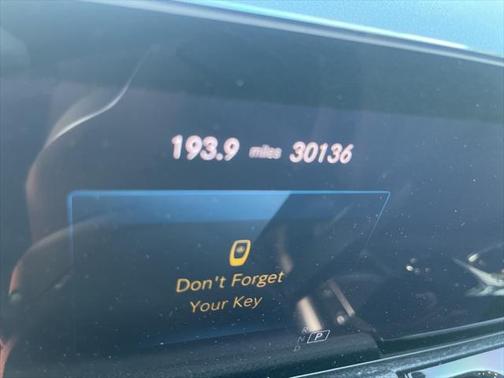 193.9 miles 30136
Don't Forget
Your Key
R
N P
D